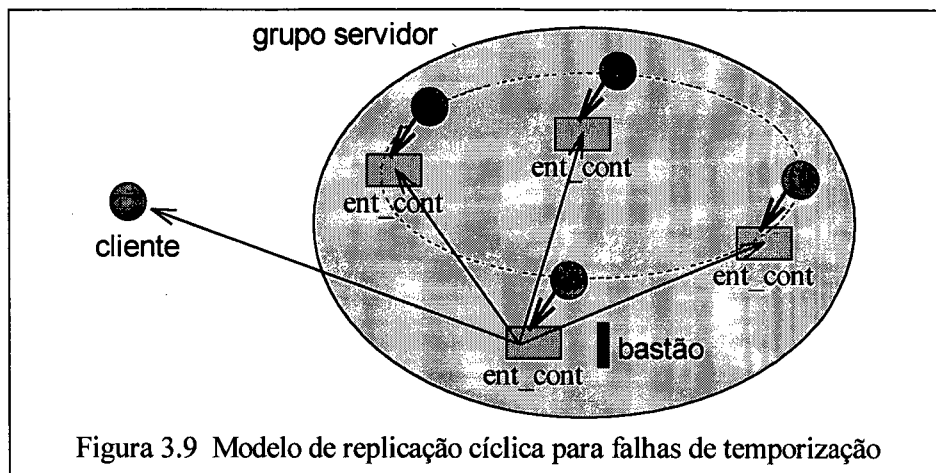 grupo servidor
ent_cont
ent_cont
ent_cont
cliente
ent_cont
bastão
Figura 3.9 Modelo de replicação cíclica para falhas de temporização